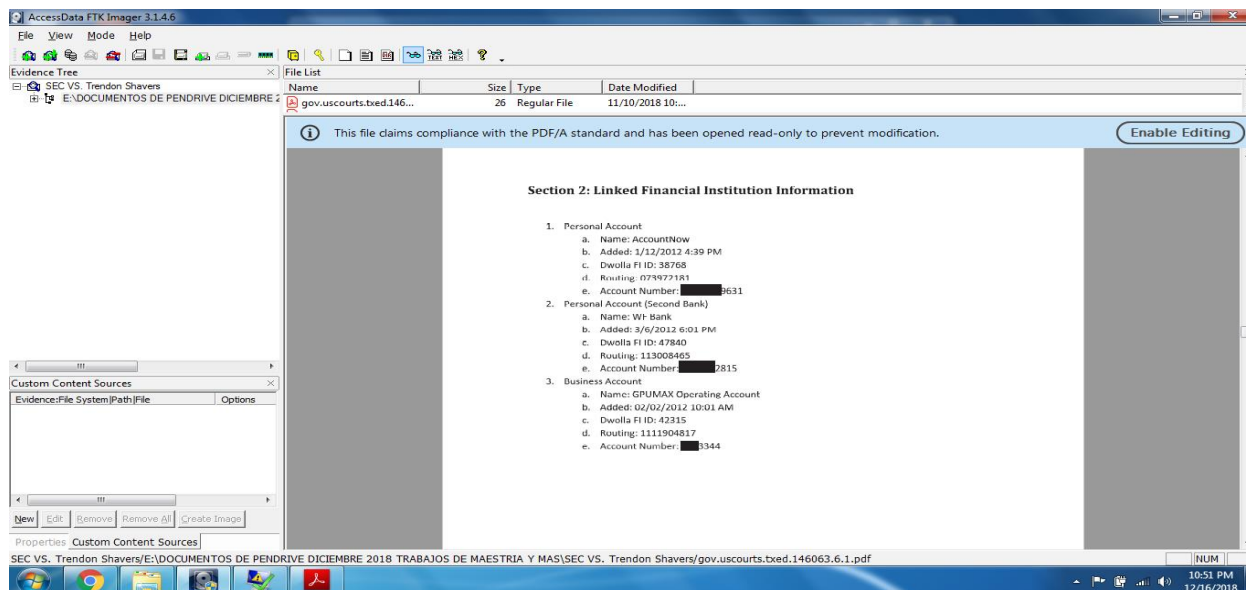 AccessData FTK Imager 3.1.4.6
File View Mode Help
Evidence Tree
SEC VS. Trendon Shavers
E:\DOCUMENTOS DE PENDRIVE DICIEMBRE 2
File List
Name Size Type Date Modified
gov.uscourts.txed.146... 26 Regular File 11/10/2018 10:...
This file claims compliance with the PDF/A standard and has been opened read-only to prevent modification.
Enable Editing
Section 2: Linked Financial Institution Information
1. Personal Account
a. Name: AccountNow
b. Added: 1/12/2012 4:39 PM
c. Dwolla FI ID: 38768
d. Routing: 073972181
e. Account Number: 9631
2. Personal Account (Second Bank)
a. Name: WF Bank
b. Added: 3/6/2012 6:01 PM
c. Dwolla FI ID: 47840
d. Routing: 113008465
e. Account Number: 2815
3. Business Account
a. Name: GPUMAX Operating Account
b. Added: 02/02/2012 10:01 AM
c. Dwolla FI ID: 42315
d. Routing: 1111904817
e. Account Number: 3344
Custom Content Sources
Evidence:File System|Path|File Options
New Edit Remove Remove All Create Image
Properties Custom Content Sources
SEC VS. Trendon Shavers/E:\DOCUMENTOS DE PENDRIVE DICIEMBRE 2018 TRABAJOS DE MAESTRIA Y MAS\SEC VS. Trendon Shavers/gov.uscourts.txed.146063.6.1.pdf
NUM
10:51 PM
12/16/2018